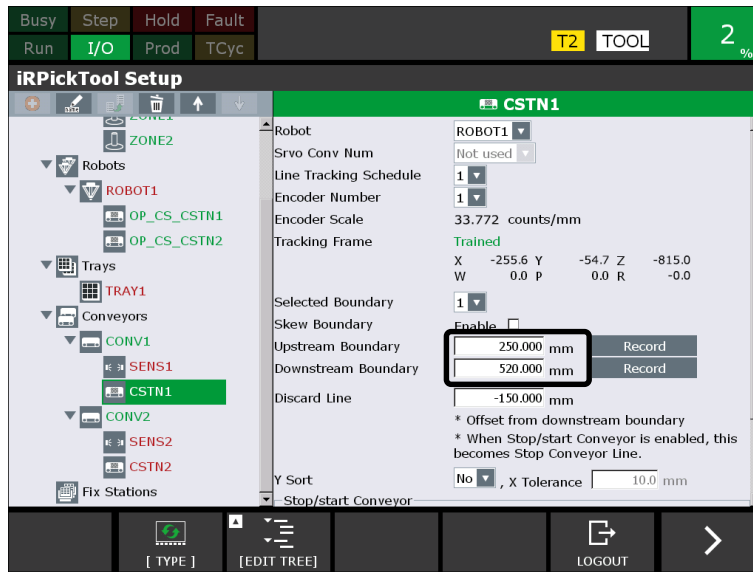 Busy Step Hold Fault
Run I/O Prod TCyc
T2 TOOL
2 %
iRPickTool Setup
CSTN1
ZONE1
ZONE2
Robots
ROBOT1
OP_CS_CSTN1
OP_CS_CSTN2
Trays
TRAY1
Conveyors
CONV1
SENS1
CSTN1
CONV2
SENS2
CSTN2
Fix Stations
Robot ROBOT1
Srvo Conv Num Not used
Line Tracking Schedule 1
Encoder Number 1
Encoder Scale 33.772 counts/mm
Tracking Frame Trained
X -255.6 Y -54.7 Z -815.0
W 0.0 P 0.0 R -0.0
Selected Boundary 1
Skew Boundary Enable
Upstream Boundary 250.000 mm Record
Downstream Boundary 520.000 mm Record
Discard Line -150.000 mm
* Offset from downstream boundary
* When Stop/start Conveyor is enabled, this
becomes Stop Conveyor Line.
Y Sort No , X Tolerance 10.0 mm
Stop/start Conveyor
[ TYPE ] [EDIT TREE] LOGOUT